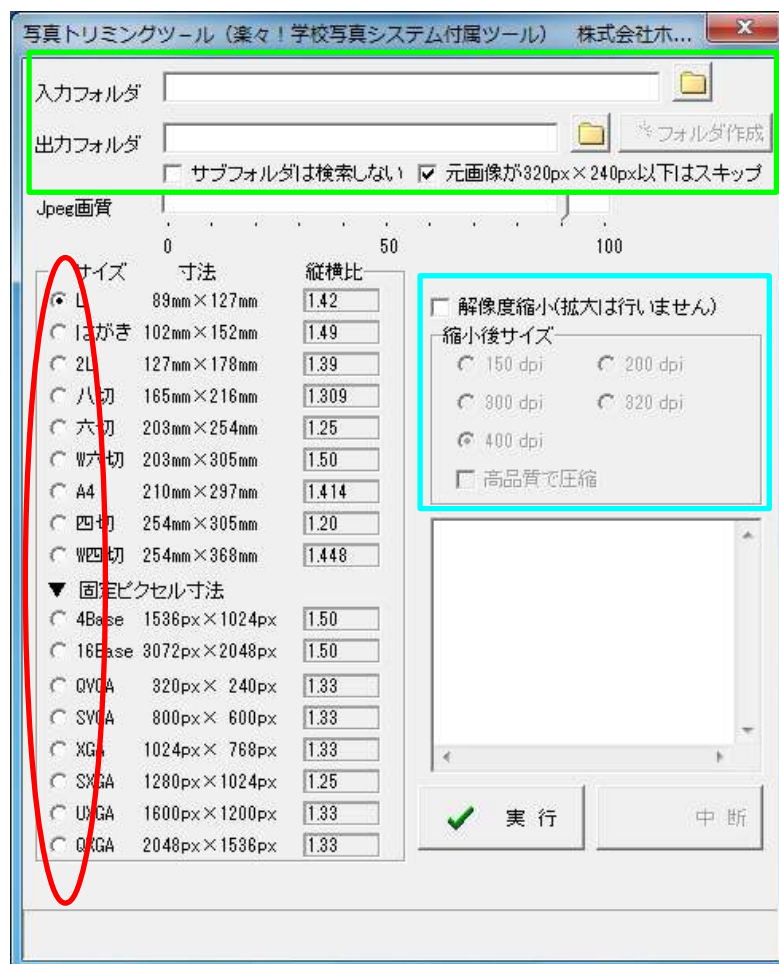 写真トリミングツール（楽々！学校写真システム付属ツール）　株式会社ホ...
入力フォルダ
出力フォルダ フォルダ作成
サブフォルダは検索しない 元画像が320px×240px以下はスキップ
Jpeg画質
0 50 100
サイズ 寸法 縦横比
L 89mm×127mm 1.42
はがき 102mm×152mm 1.49
2L 127mm×178mm 1.39
八切 165mm×216mm 1.309
六切 203mm×254mm 1.25
W六切 203mm×305mm 1.50
A4 210mm×297mm 1.414
四切 254mm×305mm 1.20
W四切 254mm×368mm 1.448
▼ 固定ピクセル寸法
4Base 1536px×1024px 1.50
16Base 3072px×2048px 1.50
QVGA 320px× 240px 1.33
SVGA 800px× 600px 1.33
XGA 1024px× 768px 1.33
SXGA 1280px×1024px 1.25
UXGA 1600px×1200px 1.33
QXGA 2048px×1536px 1.33
解像度縮小(拡大は行いません)
縮小後サイズ
150 dpi 200 dpi
300 dpi 320 dpi
400 dpi
高品質で圧縮
実 行 中 断